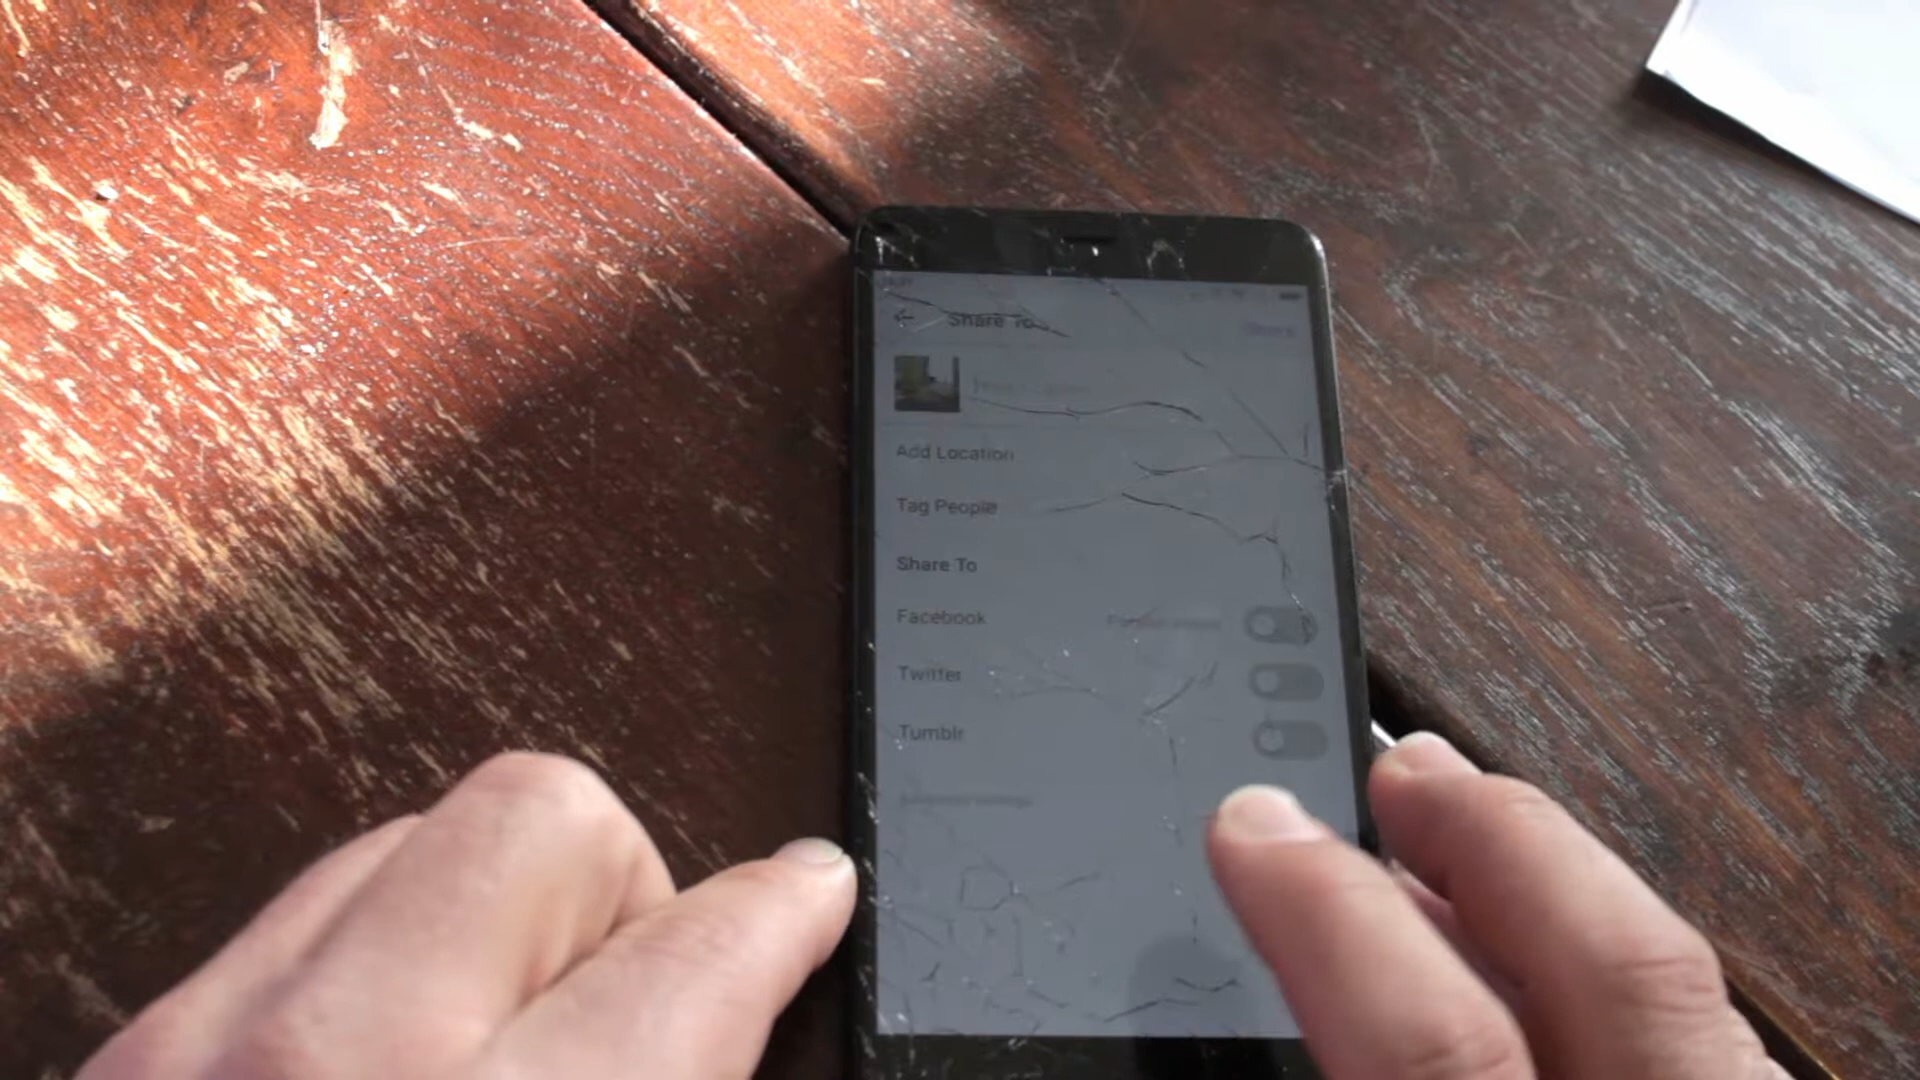 Share To
Add Location
Tag People
Share To
Facebook
Twitter
Tumblr